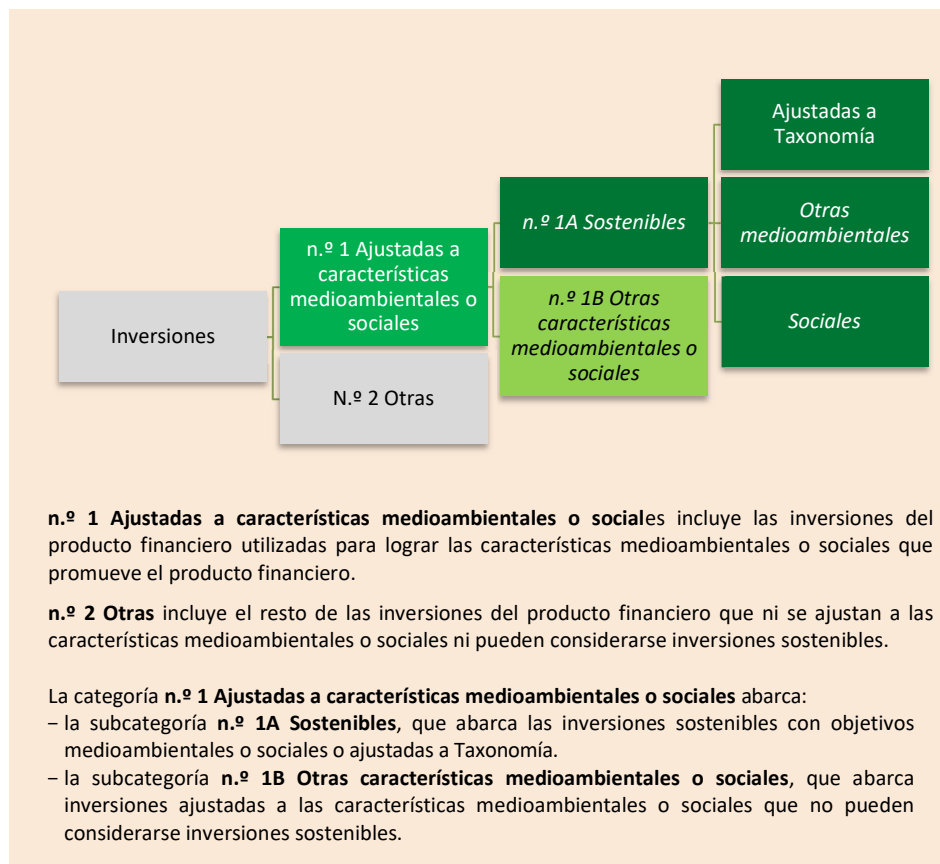 Ajustadas a
Taxonomía
n.º 1A Sostenibles
Otras
medioambientales
n.º 1 Ajustadas a
características
medioambientales o
sociales
n.º 1B Otras
características
medioambientales o
sociales
Sociales
Inversiones
N.º 2 Otras
n.º 1 Ajustadas a características medioambientales o sociales incluye las inversiones del
producto financiero utilizadas para lograr las características medioambientales o sociales que
promueve el producto financiero.
n.º 2 Otras incluye el resto de las inversiones del producto financiero que ni se ajustan a las
características medioambientales o sociales ni pueden considerarse inversiones sostenibles.
La categoría n.º 1 Ajustadas a características medioambientales o sociales abarca:
– la subcategoría n.º 1A Sostenibles, que abarca las inversiones sostenibles con objetivos
medioambientales o sociales o ajustadas a Taxonomía.
– la subcategoría n.º 1B Otras características medioambientales o sociales, que abarca
inversiones ajustadas a las características medioambientales o sociales que no pueden
considerarse inversiones sostenibles.